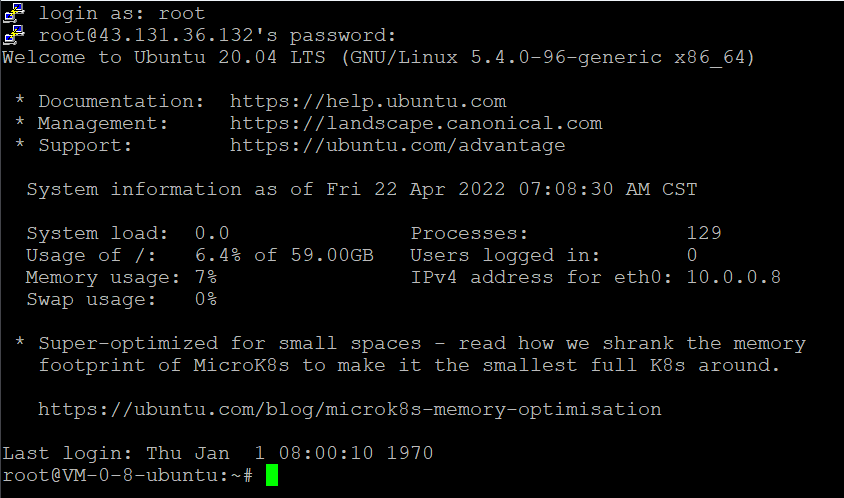 login as: root
root@43.131.36.132's password:
Welcome to Ubuntu 20.04 LTS (GNU/Linux 5.4.0-96-generic x86_64)
* Documentation:  https://help.ubuntu.com
* Management:     https://landscape.canonical.com
* Support:        https://ubuntu.com/advantage
System information as of Fri 22 Apr 2022 07:08:30 AM CST
System load:  0.0                Processes:             129
Usage of /:   6.4% of 59.00GB   Users logged in:       0
Memory usage: 7%                IPv4 address for eth0: 10.0.0.8
Swap usage:   0%
* Super-optimized for small spaces - read how we shrank the memory
footprint of MicroK8s to make it the smallest full K8s around.
https://ubuntu.com/blog/microk8s-memory-optimisation
Last login: Thu Jan  1 08:00:10 1970
root@VM-0-8-ubuntu:~#